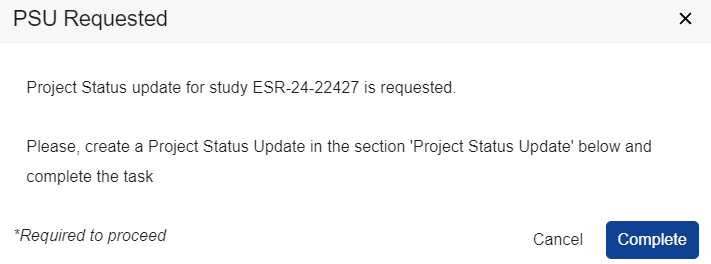 PSU Requested
Project Status update for study ESR-24-22427 is requested.
Please, create a Project Status Update in the section 'Project Status Update' below and
complete the task
*Required to proceed
Cancel
Complete